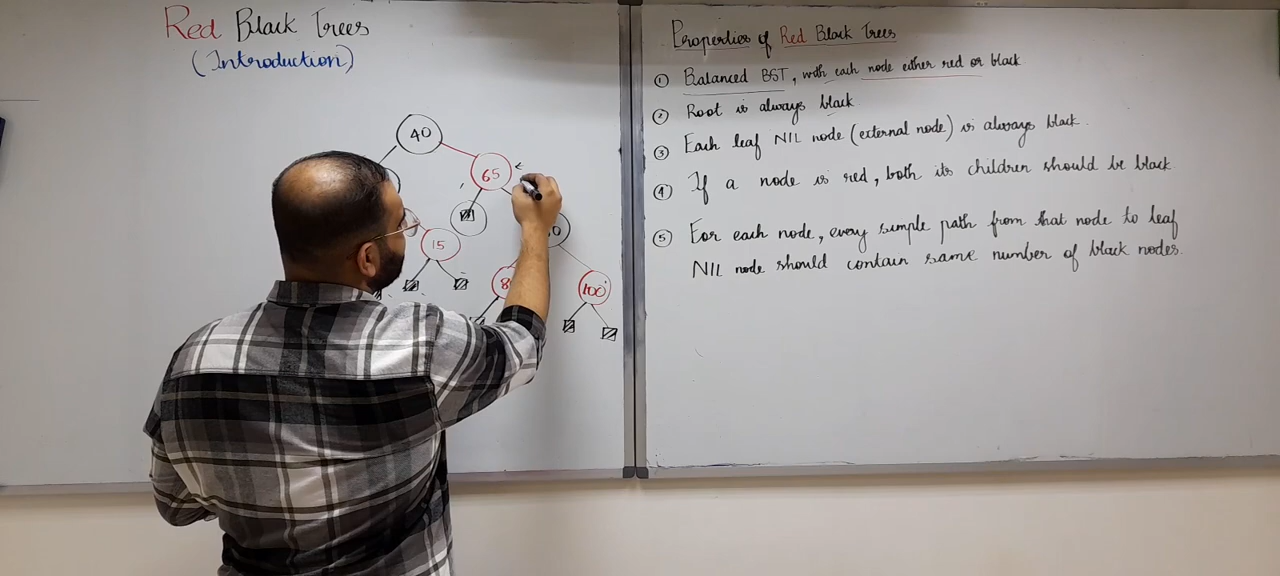 Red Black Trees
(Introduction)
40
65
15
100
Properties of Red Black Trees
① Balanced BST, with each node either red or black
② Root is always black.
③ Each leaf NIL node (external node) is always black.
④ If a node is red, both its children should be black
⑤ For each node, every simple path from that node to leaf
NIL node should contain same number of black nodes.